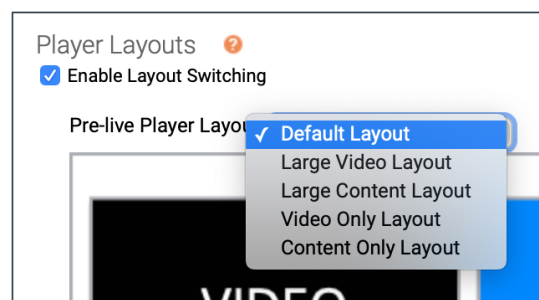 Player Layouts ?
Enable Layout Switching
Pre-live Player Layou
✓ Default Layout
Large Video Layout
Large Content Layout
Video Only Layout
Content Only Layout
VIDEO